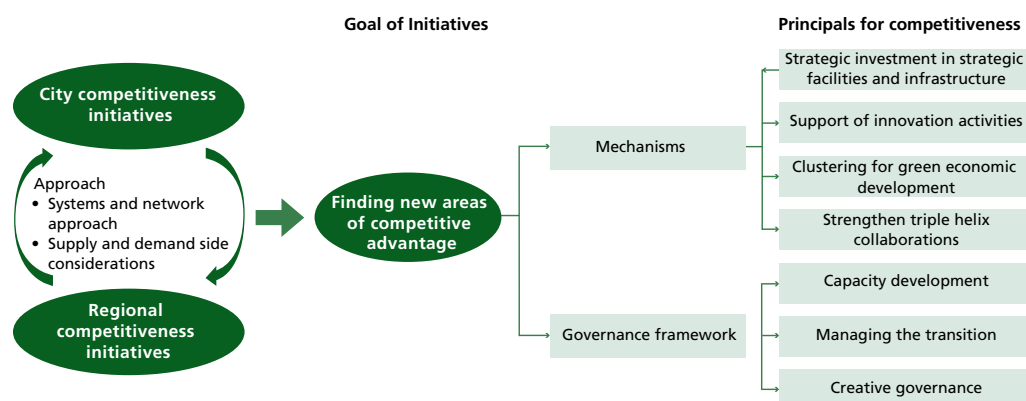 Goal of Initiatives
Principals for competitiveness
City competitiveness
initiatives
Approach
• Systems and network
approach
• Supply and demand side
considerations
Regional
competitiveness
initiatives
Finding new areas
of competitive
advantage
Mechanisms
Governance framework
Strategic investment in strategic
facilities and infrastructure
Support of innovation activities
Clustering for green economic
development
Strengthen triple helix
collaborations
Capacity development
Managing the transition
Creative governance